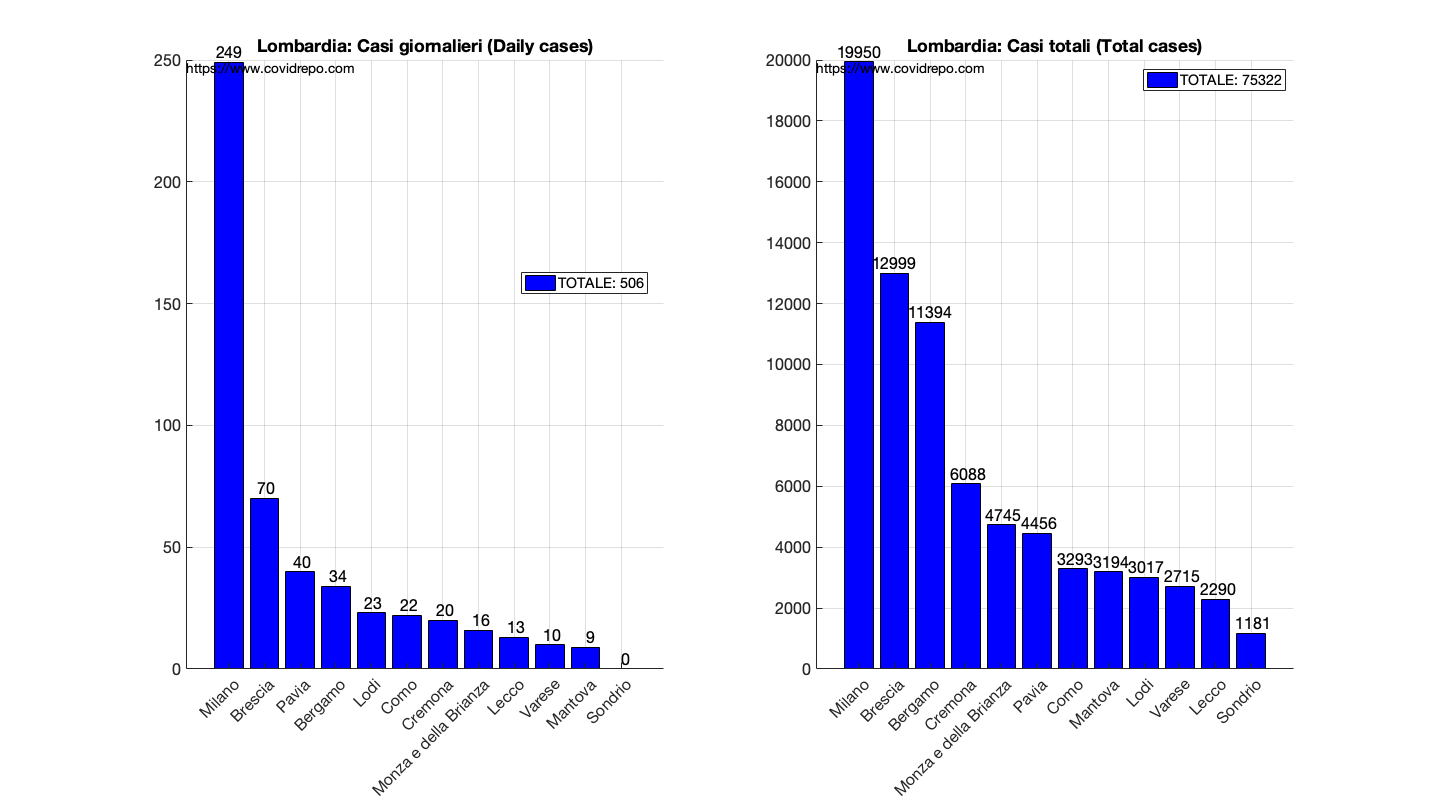 Lombardia: Casi giornalieri (Daily cases)
https://www.covidrepo.com
250
200
150
100
50
0
249
70
40
34
23
22
20
16
13
10
9
0
TOTALE: 506
Milano
Brescia
Pavia
Bergamo
Lodi
Como
Cremona
Monza e della Brianza
Lecco
Varese
Mantova
Sondrio
Lombardia: Casi totali (Total cases)
https://www.covidrepo.com
TOTALE: 75322
20000
18000
16000
14000
12000
10000
8000
6000
4000
2000
0
19950
12999
11394
6088
4745
4456
3293
3194
3017
2715
2290
1181
Milano
Brescia
Bergamo
Cremona
Monza e della Brianza
Pavia
Como
Mantova
Lodi
Varese
Lecco
Sondrio